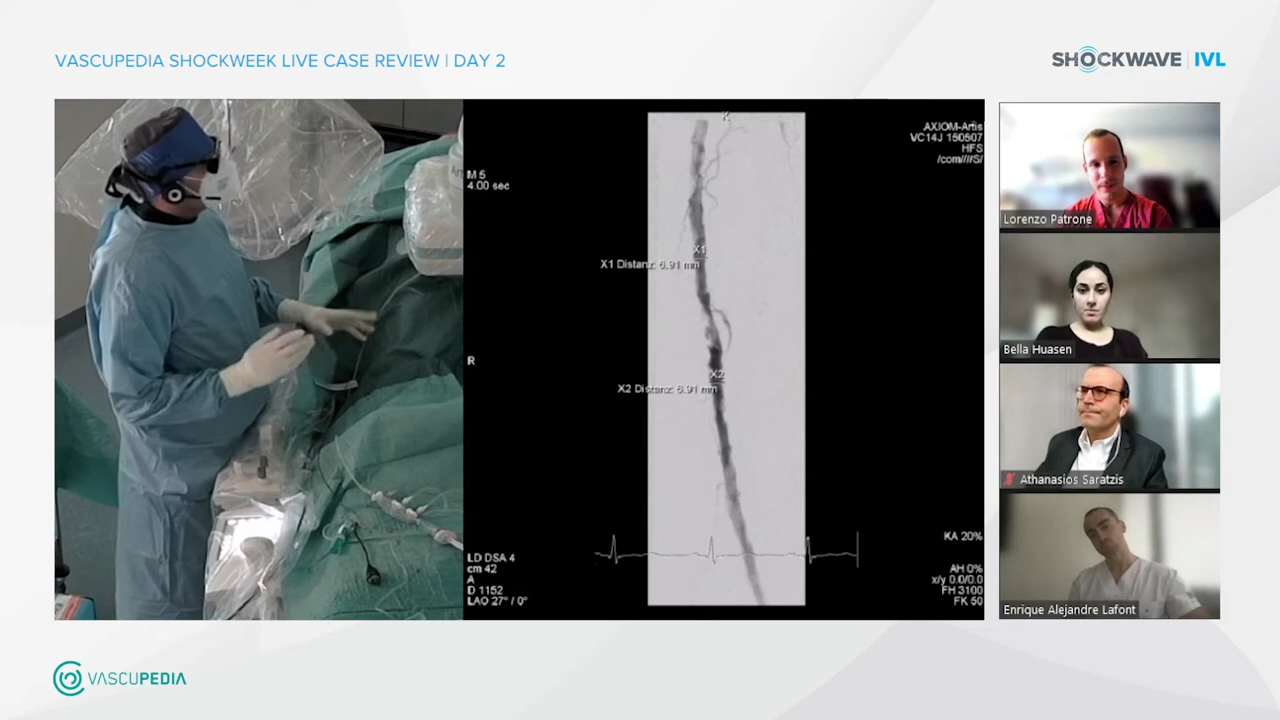 VASCUPEDIA SHOCKWEEK LIVE CASE REVIEW | DAY 2
SHOCKWAVE | IVL
M 5
4.00 sec
AXIOM-Artis
VC14J 150507
HFS
/com////S/
X1
X1 Distanz: 6.91 mm
R
X2
X2 Distanz: 6.91 mm
LD DSA 4
cm 42
A
D 1152
LAO 27° / 0°
KA 20%
AH 0%
x/y 0.0/0.0
FH 3100
FK 50
Lorenzo Patrone
Bella Huasen
Athanasios Saratzis
Enrique Alejandre Lafont
VASCUPEDIA